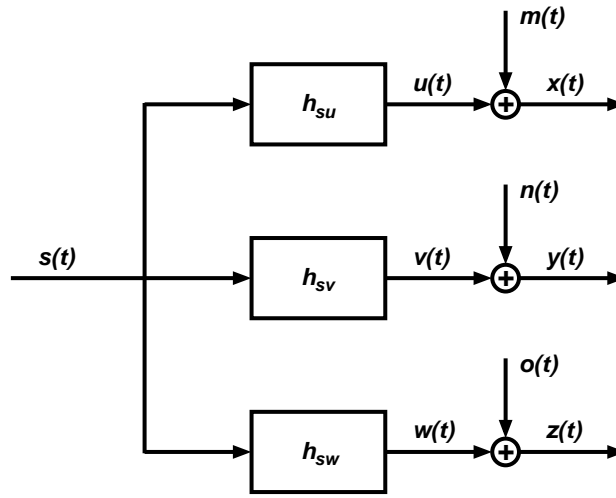 m(t)
h_su u(t) x(t)
n(t)
s(t) h_sv v(t) y(t)
o(t)
h_sw w(t) z(t)